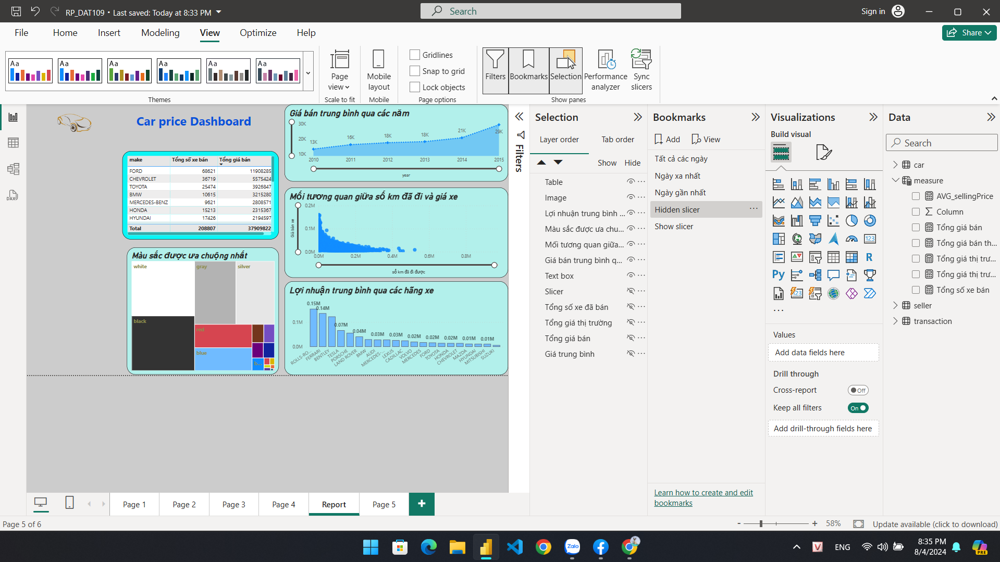 RP_DAT109 • Last saved: Today at 8:33 PM
Search
Sign in
File
Home
Insert
Modeling
View
Optimize
Help
Share
Aa
Aa
Aa
Aa
Aa
Aa
Page view
Mobile layout
Gridlines
Snap to grid
Lock objects
Filters
Bookmarks
Selection
Performance analyzer
Sync slicers
Themes
Scale to fit
Mobile
Page options
Show panes
Car price Dashboard
make Tổng số xe bán Tổng giá bán
FORD 68621 11908285
CHEVROLET 36719 5575424
TOYOTA 25474 3926847
BMW 10615 3215280
MERCEDES-BENZ 9621 2808571
HONDA 15213 2315367
HYUNDAI 17426 2194597
Total 208807 37909822
Màu sắc được ưa chuộng nhất
white
gray
silver
black
red
blue
b...
Giá bán trung bình qua các năm
30K
20K
10K
13K
16K
18K
18K
21K
29K
2010 2011 2012 2013 2014 2015
year
Mối tương quan giữa số km đã đi và giá xe
Giá bán xe
0.2M
0.1M
0.0M
0.0M 0.2M 0.4M 0.6M 0.8M
số km đã đi được
Lợi nhuận trung bình qua các hãng xe
0.1M
0.0M
0.15M
0.14M
0.07M
0.04M
0.03M
0.03M
0.02M
0.02M
0.02M
0.01M
0.01M
ROLLS-RO...
FERRARI
BENTLEY
TESLA
PORSCHE
LAND ROVER
BMW
AUDI
MERCEDES-...
LEXUS
CADILLAC
VOLVO
MERCEDES
FORD
TOYOTA
HONDA
CHEVROLET
MAZDA
HYUNDAI
MITSUBISHI
SUZUKI
Filters
Selection
Layer order
Tab order
Show
Hide
Table
Image
Lợi nhuận trung bình ...
Màu sắc được ưa chu...
Mối tương quan giữa...
Giá bán trung bình q...
Text box
Slicer
Tổng số xe đã bán
Tổng giá thị trường
Tổng giá bán
Giá trung bình
Bookmarks
Add
View
Tất cả các ngày
Ngày xa nhất
Ngày gần nhất
Hidden slicer
Show slicer
Learn how to create and edit
bookmarks
Visualizations
Build visual
123
R
Py
123
Values
Add data fields here
Drill through
Cross-report
Off
Keep all filters
On
Add drill-through fields here
Data
Search
car
measure
AVG_sellingPrice
Column
Tổng giá bán
Tổng giá bán th...
Tổng giá thị trư...
Tổng giá thị trư...
Tổng số xe bán
seller
transaction
DAX
Page 1
Page 2
Page 3
Page 4
Report
Page 5
Page 5 of 6
58%
Update available (click to download)
Zalo
V
ENG
8:35 PM
8/4/2024
PRE